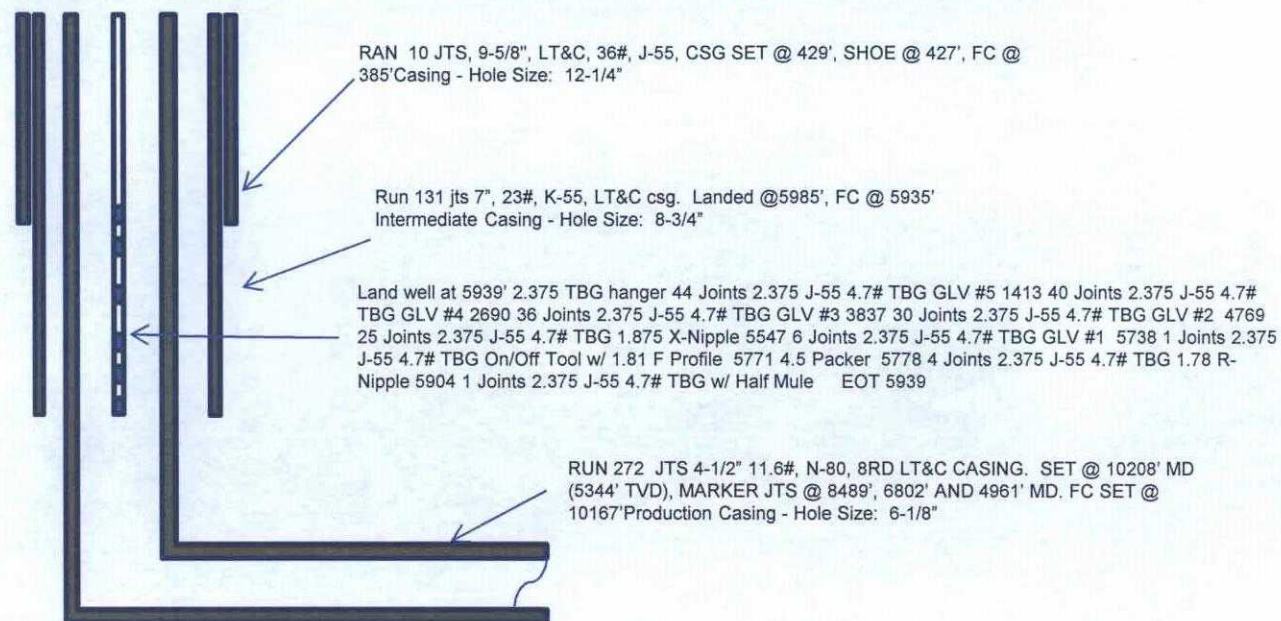 RAN 10 JTS, 9-5/8", LT&C, 36#, J-55, CSG SET @ 429', SHOE @ 427', FC @
385'Casing - Hole Size: 12-1/4"
Run 131 jts 7", 23#, K-55, LT&C csg. Landed @5985', FC @ 5935'
Intermediate Casing - Hole Size: 8-3/4"
Land well at 5939' 2.375 TBG hanger 44 Joints 2.375 J-55 4.7# TBG GLV #5 1413 40 Joints 2.375 J-55 4.7#
TBG GLV #4 2690 36 Joints 2.375 J-55 4.7# TBG GLV #3 3837 30 Joints 2.375 J-55 4.7# TBG GLV #2 4769
25 Joints 2.375 J-55 4.7# TBG 1.875 X-Nipple 5547 6 Joints 2.375 J-55 4.7# TBG GLV #1 5738 1 Joints 2.375
J-55 4.7# TBG On/Off Tool w/ 1.81 F Profile 5771 4.5 Packer 5778 4 Joints 2.375 J-55 4.7# TBG 1.78 R-
Nipple 5904 1 Joints 2.375 J-55 4.7# TBG w/ Half Mule EOT 5939
RUN 272 JTS 4-1/2" 11.6#, N-80, 8RD LT&C CASING. SET @ 10208' MD
(5344' TVD), MARKER JTS @ 8489', 6802' AND 4961' MD. FC SET @
10167'Production Casing - Hole Size: 6-1/8"